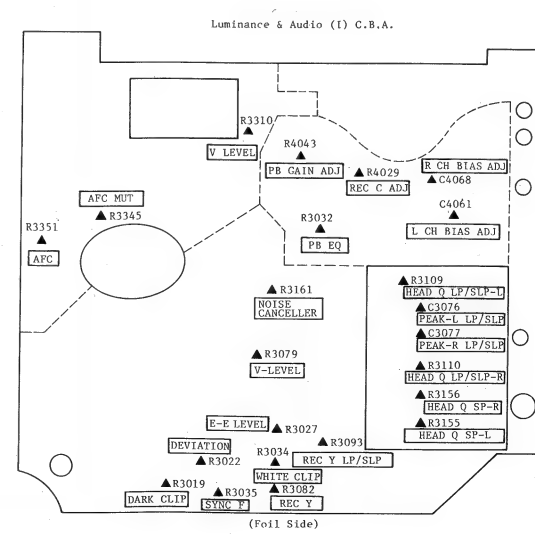 Luminance & Audio (I) C.B.A.
R3310
V LEVEL
R4043
PB GAIN ADJ
R4029
REC C ADJ
R CH BIAS ADJ
C4068
AFC MUT
R3345
R3351
AFC
R3032
PB EQ
C4061
L CH BIAS ADJ
R3161
NOISE
CANCELLER
R3109
HEAD Q LP/SLP-L
C3076
PEAK-L LP/SLP
C3077
PEAK-R LP/SLP
R3079
V-LEVEL
R3110
HEAD Q LP/SLP-R
R3156
HEAD Q SP-R
R3155
HEAD Q SP-L
E-E LEVEL
R3027
DEVIATION
R3022
R3034
WHITE CLIP
R3093
REC Y LP/SLP
R3019
DARK CLIP
R3035
SYNC F
R3082
REC Y
(Foil Side)